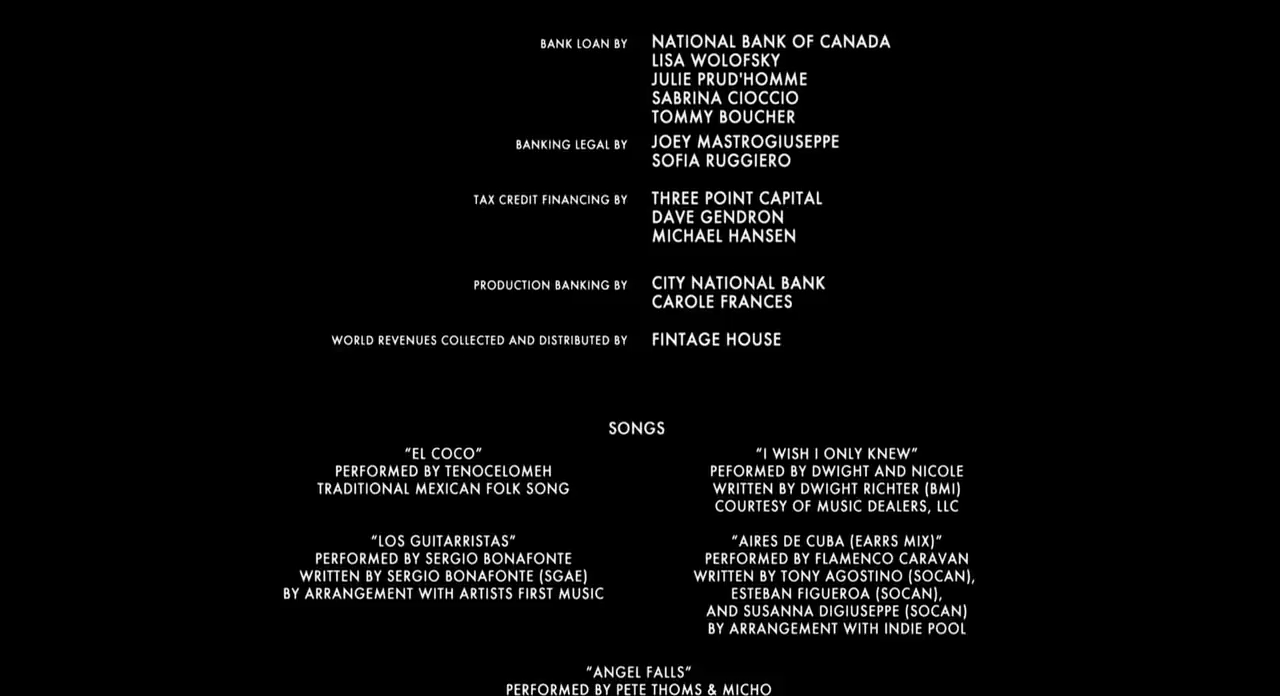 BANK LOAN BY NATIONAL BANK OF CANADA
LISA WOLOFSKY
JULIE PRUD'HOMME
SABRINA CIOCCIO
TOMMY BOUCHER
BANKING LEGAL BY JOEY MASTROGIUSEPPE
SOFIA RUGGIERO
TAX CREDIT FINANCING BY THREE POINT CAPITAL
DAVE GENDRON
MICHAEL HANSEN
PRODUCTION BANKING BY CITY NATIONAL BANK
CAROLE FRANCES
WORLD REVENUES COLLECTED AND DISTRIBUTED BY FINTAGE HOUSE
SONGS
"EL COCO"
PERFORMED BY TENOCELOMEH
TRADITIONAL MEXICAN FOLK SONG
"I WISH I ONLY KNEW"
PEFORMED BY DWIGHT AND NICOLE
WRITTEN BY DWIGHT RICHTER (BMI)
COURTESY OF MUSIC DEALERS, LLC
"LOS GUITARRISTAS"
PERFORMED BY SERGIO BONAFONTE
WRITTEN BY SERGIO BONAFONTE (SGAE)
BY ARRANGEMENT WITH ARTISTS FIRST MUSIC
"AIRES DE CUBA (EARRS MIX)"
PERFORMED BY FLAMENCO CARAVAN
WRITTEN BY TONY AGOSTINO (SOCAN),
ESTEBAN FIGUEROA (SOCAN),
AND SUSANNA DIGIUSEPPE (SOCAN)
BY ARRANGEMENT WITH INDIE POOL
"ANGEL FALLS"
PERFORMED BY PETE THOMS & MICHO